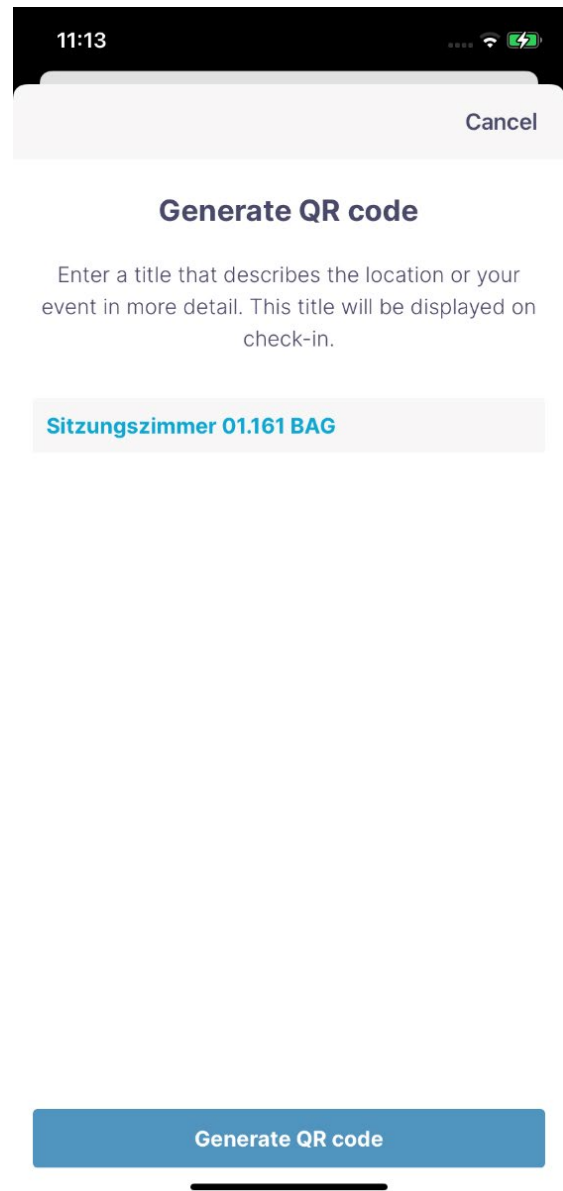 11:13
Cancel
Generate QR code
Enter a title that describes the location or your
event in more detail. This title will be displayed on
check-in.
Sitzungszimmer 01.161 BAG
Generate QR code